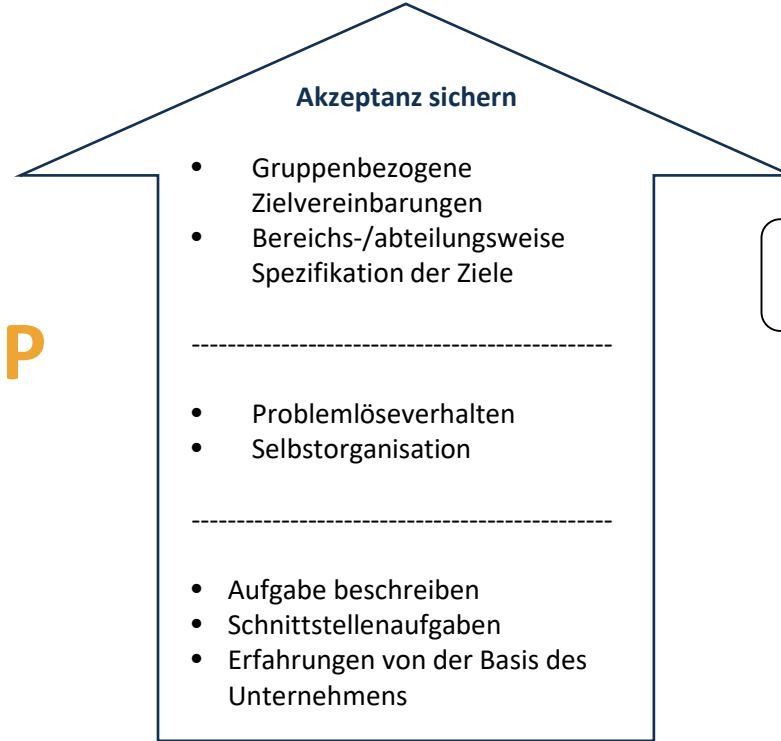 Akzeptanz sichern
• Gruppenbezogene
Zielvereinbarungen
• Bereichs-/abteilungsweise
Spezifikation der Ziele
-----------------------------------------------
P
• Problemlöseverhalten
• Selbstorganisation
-----------------------------------------------
• Aufgabe beschreiben
• Schnittstellenaufgaben
• Erfahrungen von der Basis des
Unternehmens